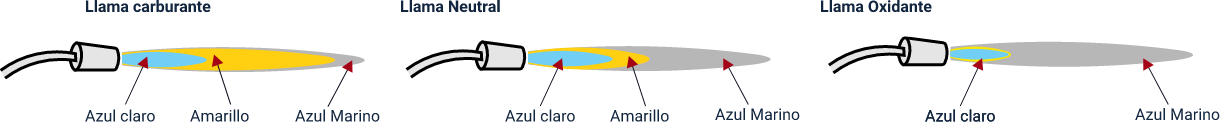 Llama carburante
Llama Neutral
Llama Oxidante
Azul claro
Amarillo
Azul Marino
Azul claro
Amarillo
Azul Marino
Azul claro
Azul Marino